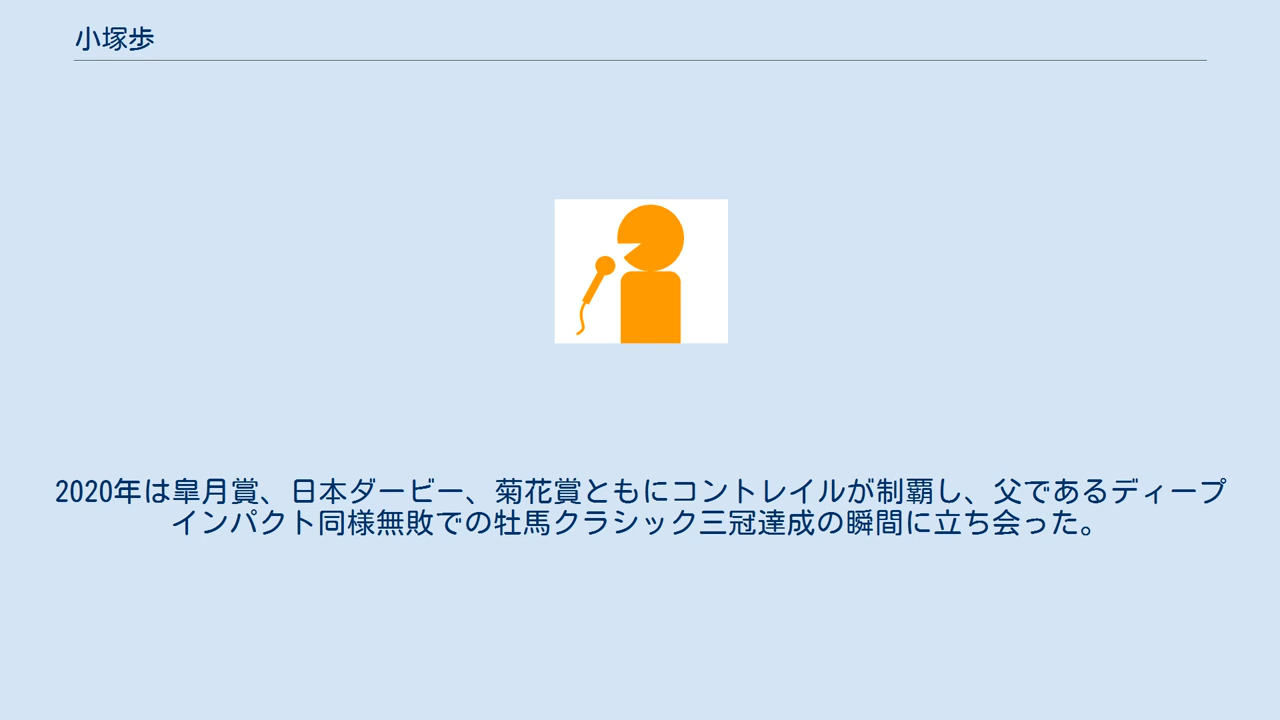 小塚歩
2020年は皐月賞、日本ダービー、菊花賞ともにコントレイルが制覇し、父であるディープ
インパクト同様無敗での牡馬クラシック三冠達成の瞬間に立ち会った。